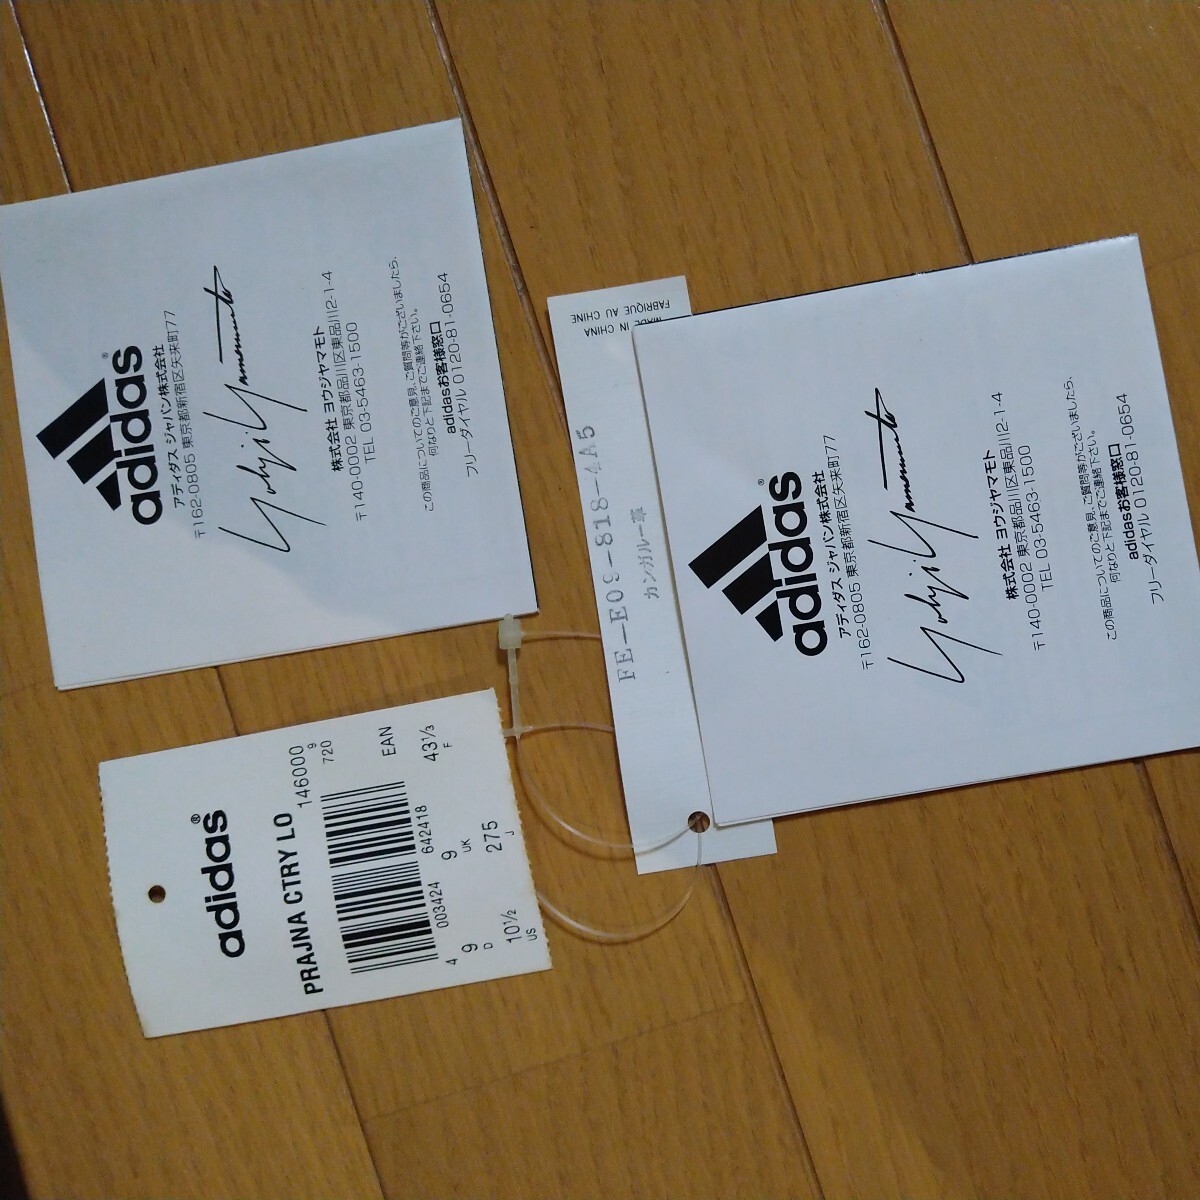 adidas®
アディダス ジャパン株式会社
〒162-0805 東京都新宿区矢来町77
Yohji Yamamoto
株式会社 ヨウジヤマモト
〒140-0002 東京都品川区東品川2-1-4
TEL 03-5463-1500
この商品についてのご意見、ご質問等がございましたら、
何なりと下記までご連絡下さい。
adidasお客様窓口
フリーダイヤル 0120-81-0654
adidas®
PRAJNA CTRY LO
146000
9
720
EAN
4 003424 642418
9 D
9 UK
43⅓ F
10½ US
275 J
MADE IN CHINA
FABRIQUE AU CHINE
FE-E09-818-4A5
カンガルー革
adidas®
アディダス ジャパン株式会社
〒162-0805 東京都新宿区矢来町77
Yohji Yamamoto
株式会社 ヨウジヤマモト
〒140-0002 東京都品川区東品川2-1-4
TEL 03-5463-1500
この商品についてのご意見、ご質問等がございましたら、
何なりと下記までご連絡下さい。
adidasお客様窓口
フリーダイヤル 0120-81-0654